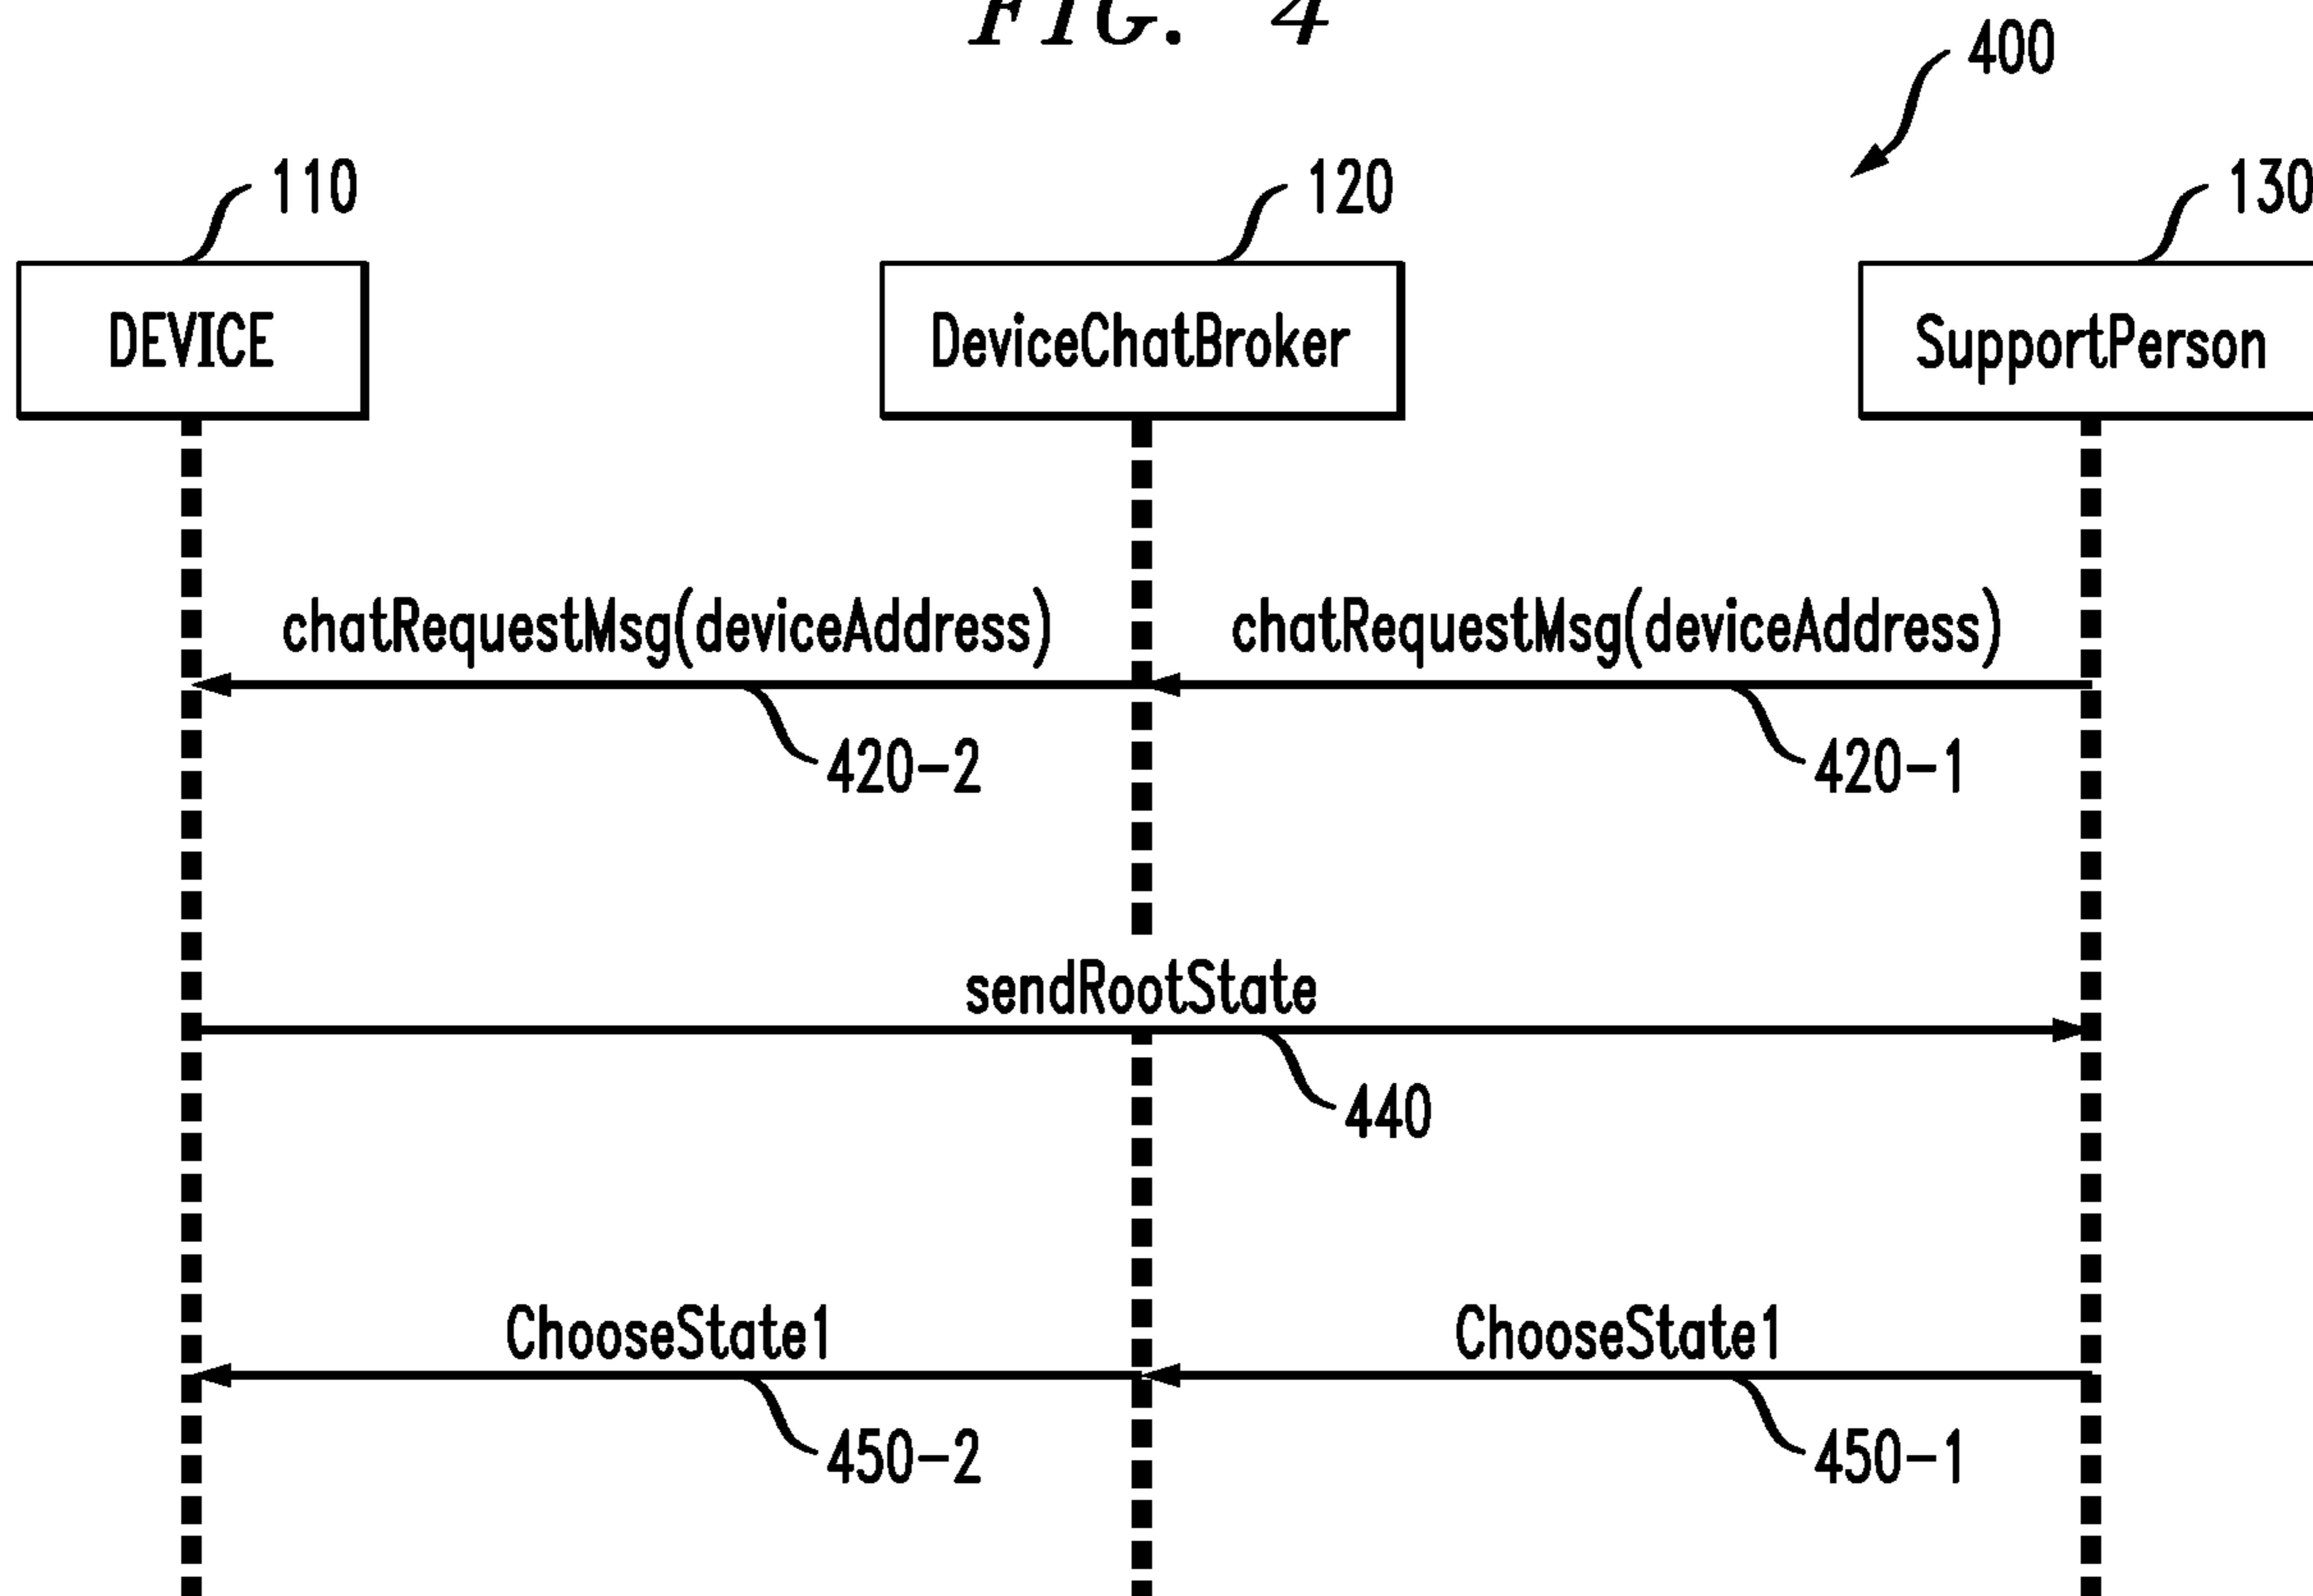 FIG. 4
400
110
120
130
DEVICE
DeviceChatBroker
SupportPerson
chatRequestMsg(deviceAddress)
chatRequestMsg(deviceAddress)
420-2
420-1
sendRootState
440
ChooseState1
ChooseState1
450-2
450-1